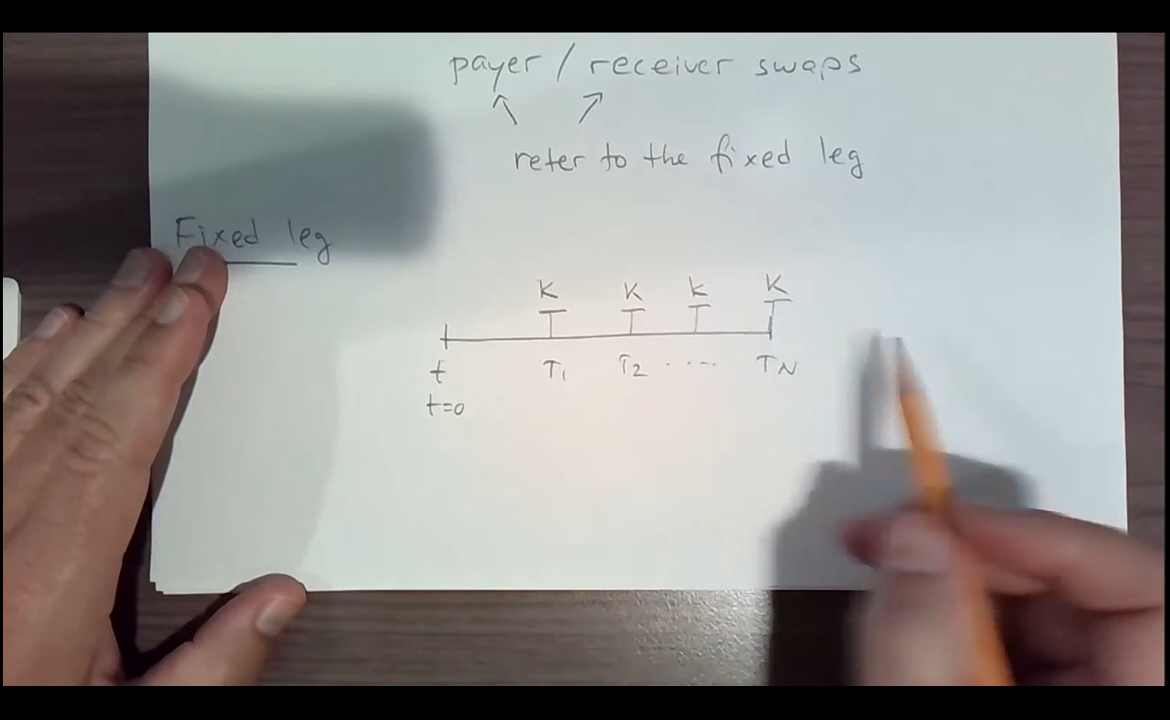 payer / receiver swaps
refer to the fixed leg
Fixed leg
K K K K
t T1 T2 ..... TN
t=0